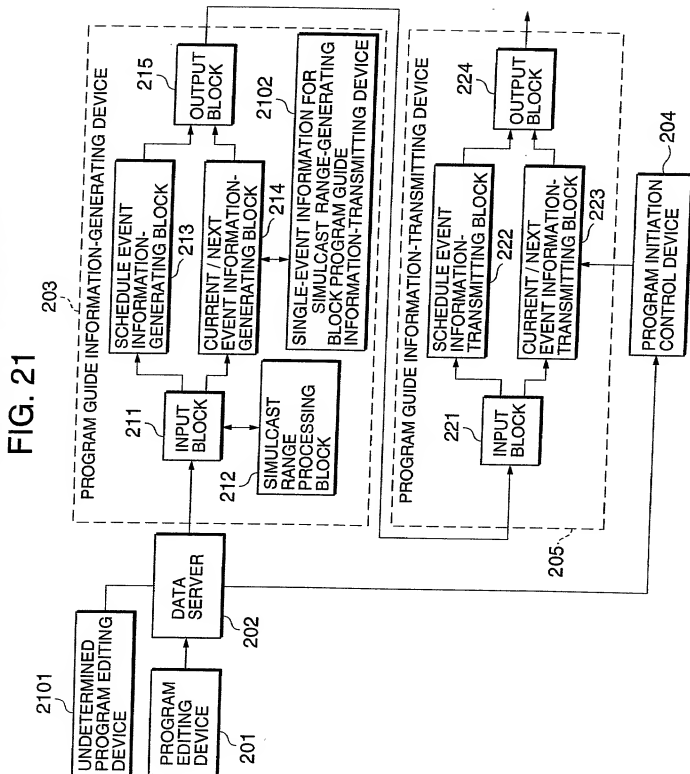 FIG. 21
2101
UNDETERMINED
PROGRAM EDITING
DEVICE
PROGRAM
EDITING
DEVICE
201
DATA
SERVER
202
203
PROGRAM GUIDE INFORMATION-GENERATING DEVICE
211
INPUT
BLOCK
212
SIMULCAST
RANGE
PROCESSING
BLOCK
SCHEDULE EVENT
INFORMATION-
GENERATING BLOCK
213
CURRENT / NEXT
EVENT INFORMATION-
GENERATING BLOCK
214
215
OUTPUT
BLOCK
2102
SINGLE-EVENT INFORMATION FOR
SIMULCAST RANGE-GENERATING
BLOCK PROGRAM GUIDE
INFORMATION-TRANSMITTING DEVICE
PROGRAM GUIDE INFORMATION-TRANSMITTING DEVICE
205
221
INPUT
BLOCK
SCHEDULE EVENT
INFORMATION-
TRANSMITTING BLOCK
222
CURRENT / NEXT
EVENT INFORMATION-
TRANSMITTING BLOCK
223
224
OUTPUT
BLOCK
204
PROGRAM INITIATION
CONTROL DEVICE